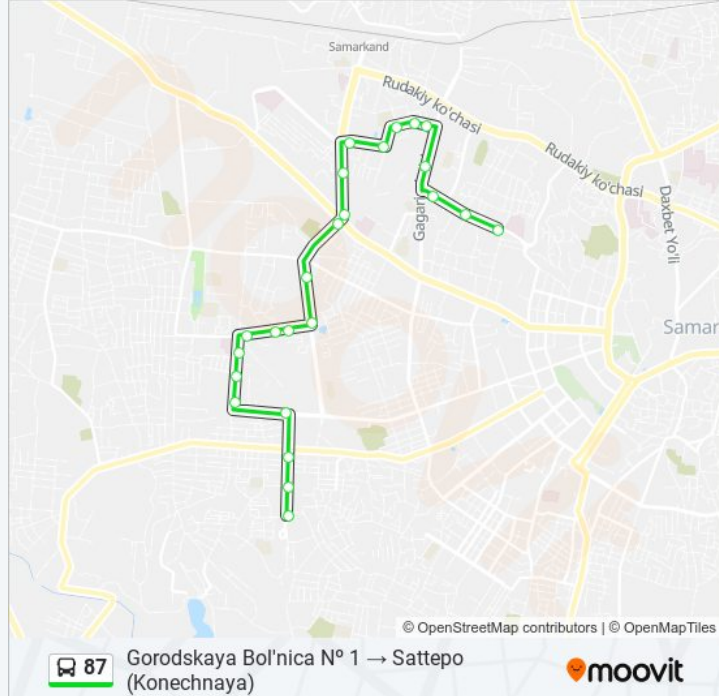 Samarkand
Rudakiy ko'chasi
Rudakiy ko'chasi
Gagari
Daxbet Yo'li
Samar
© OpenStreetMap contributors | © OpenMapTiles
87
Gorodskaya Bol'nica Nº 1 → Sattepo
(Konechnaya)
moovit